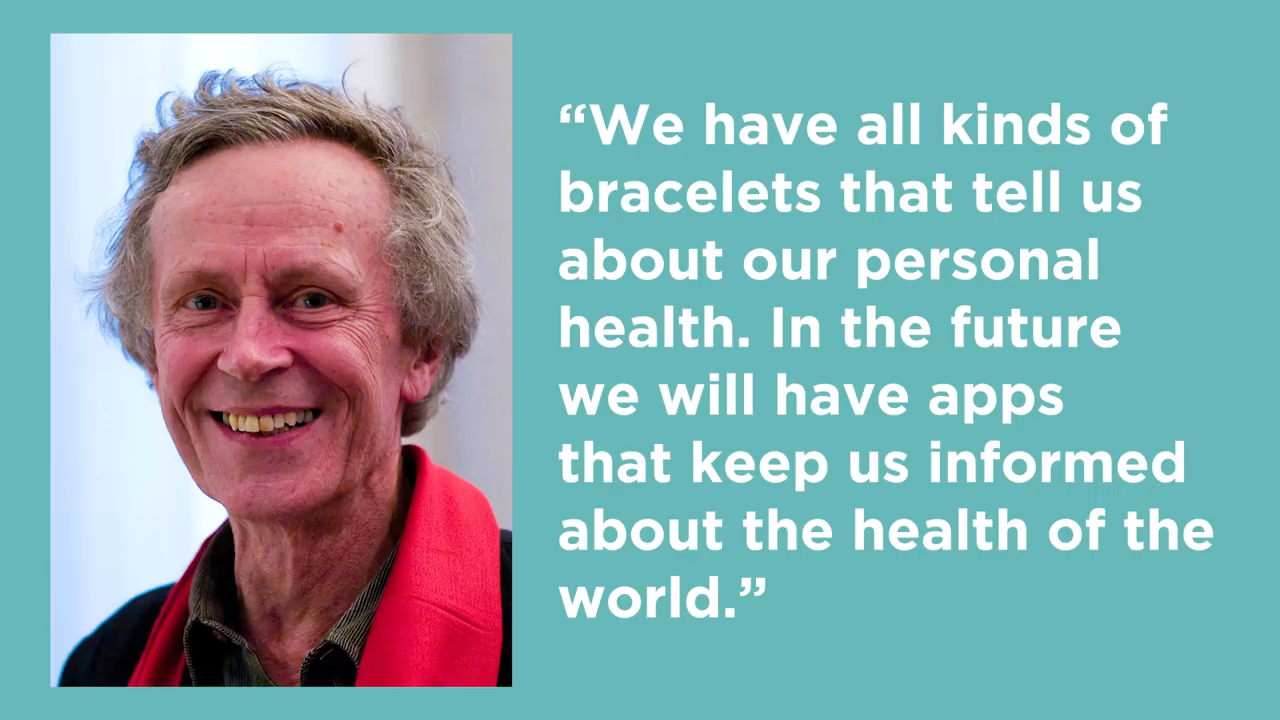 “We have all kinds of
bracelets that tell us
about our personal
health. In the future
we will have apps
that keep us informed
about the health of the
world.”